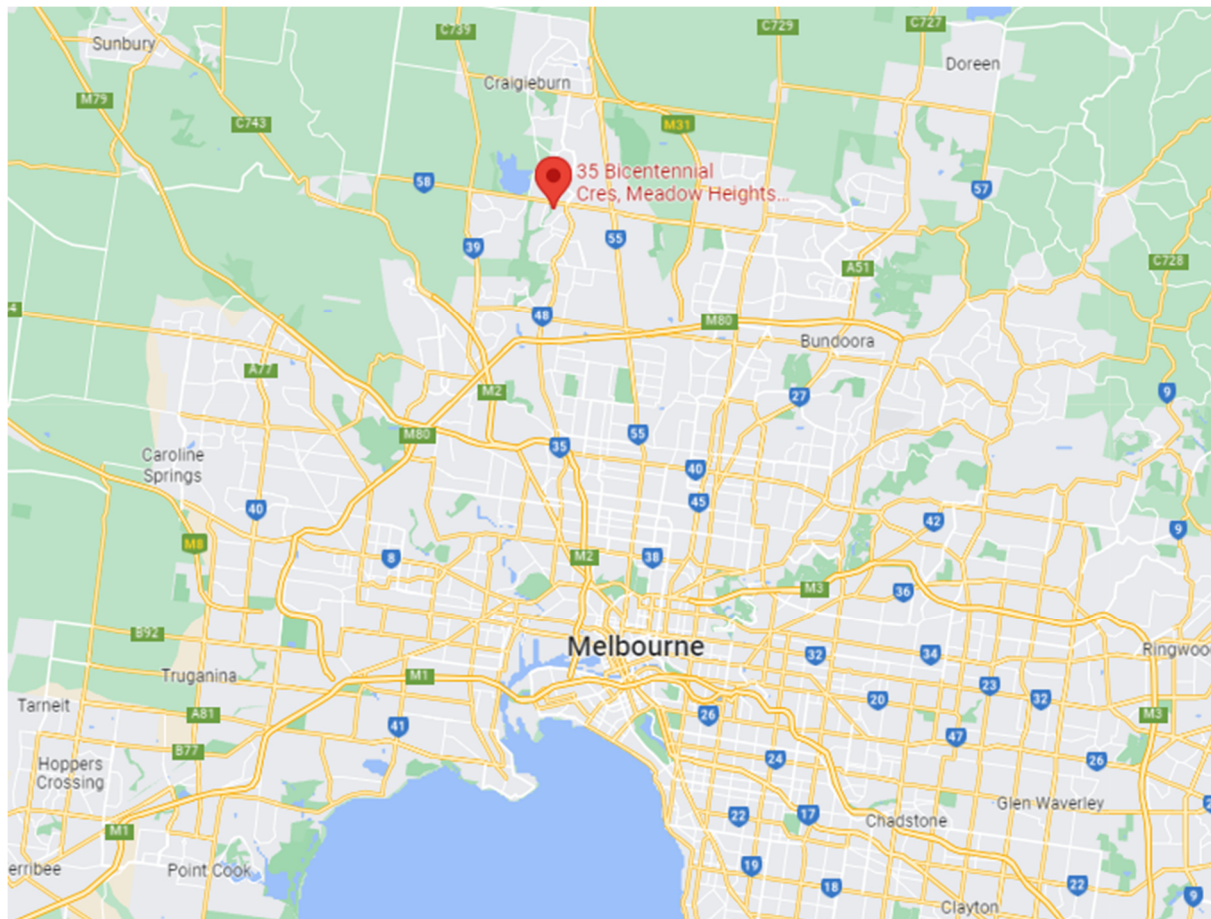 C739
C729
C727
Sunbury
Doreen
Craigieburn
M79
C743
M31
58
35 Bicentennial
Cres, Meadow Heights...
57
39
55
C728
A51
48
M80
Bundoora
A77
M2
27
9
M80
35
55
Caroline
Springs
40
45
40
42
9
M8
8
M2
38
M3
36
B92
Melbourne
32
34
Ringwoo
Truganina
M1
23
20
32
Tarneit
A81
26
M3
41
47
B77
24
26
Hoppers
Crossing
Glen Waverley
22
17
Chadstone
M1
19
erribee
Point Cook
18
22
9
Clayton